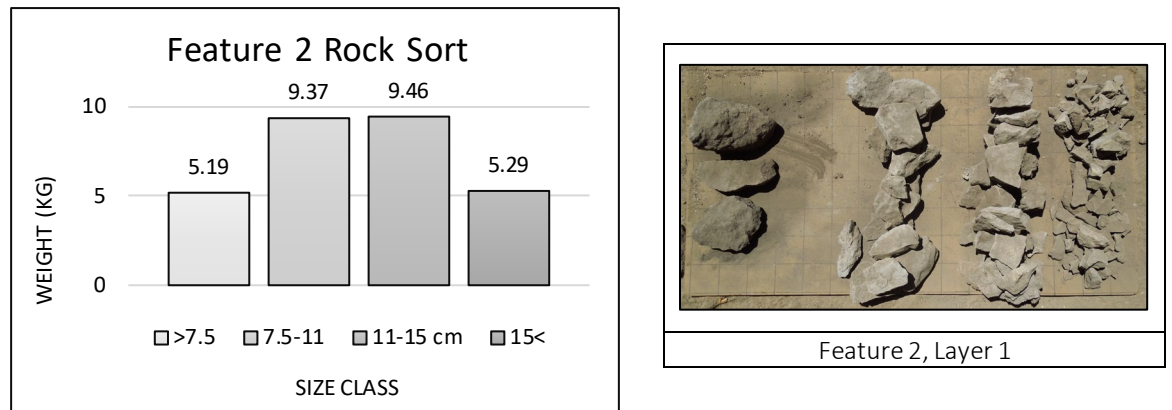 Feature 2 Rock Sort
9.37
9.46
10
5.19
5.29
5
0
WEIGHT (KG)
>7.5
7.5-11
11-15 cm
15<
SIZE CLASS
Feature 2, Layer 1